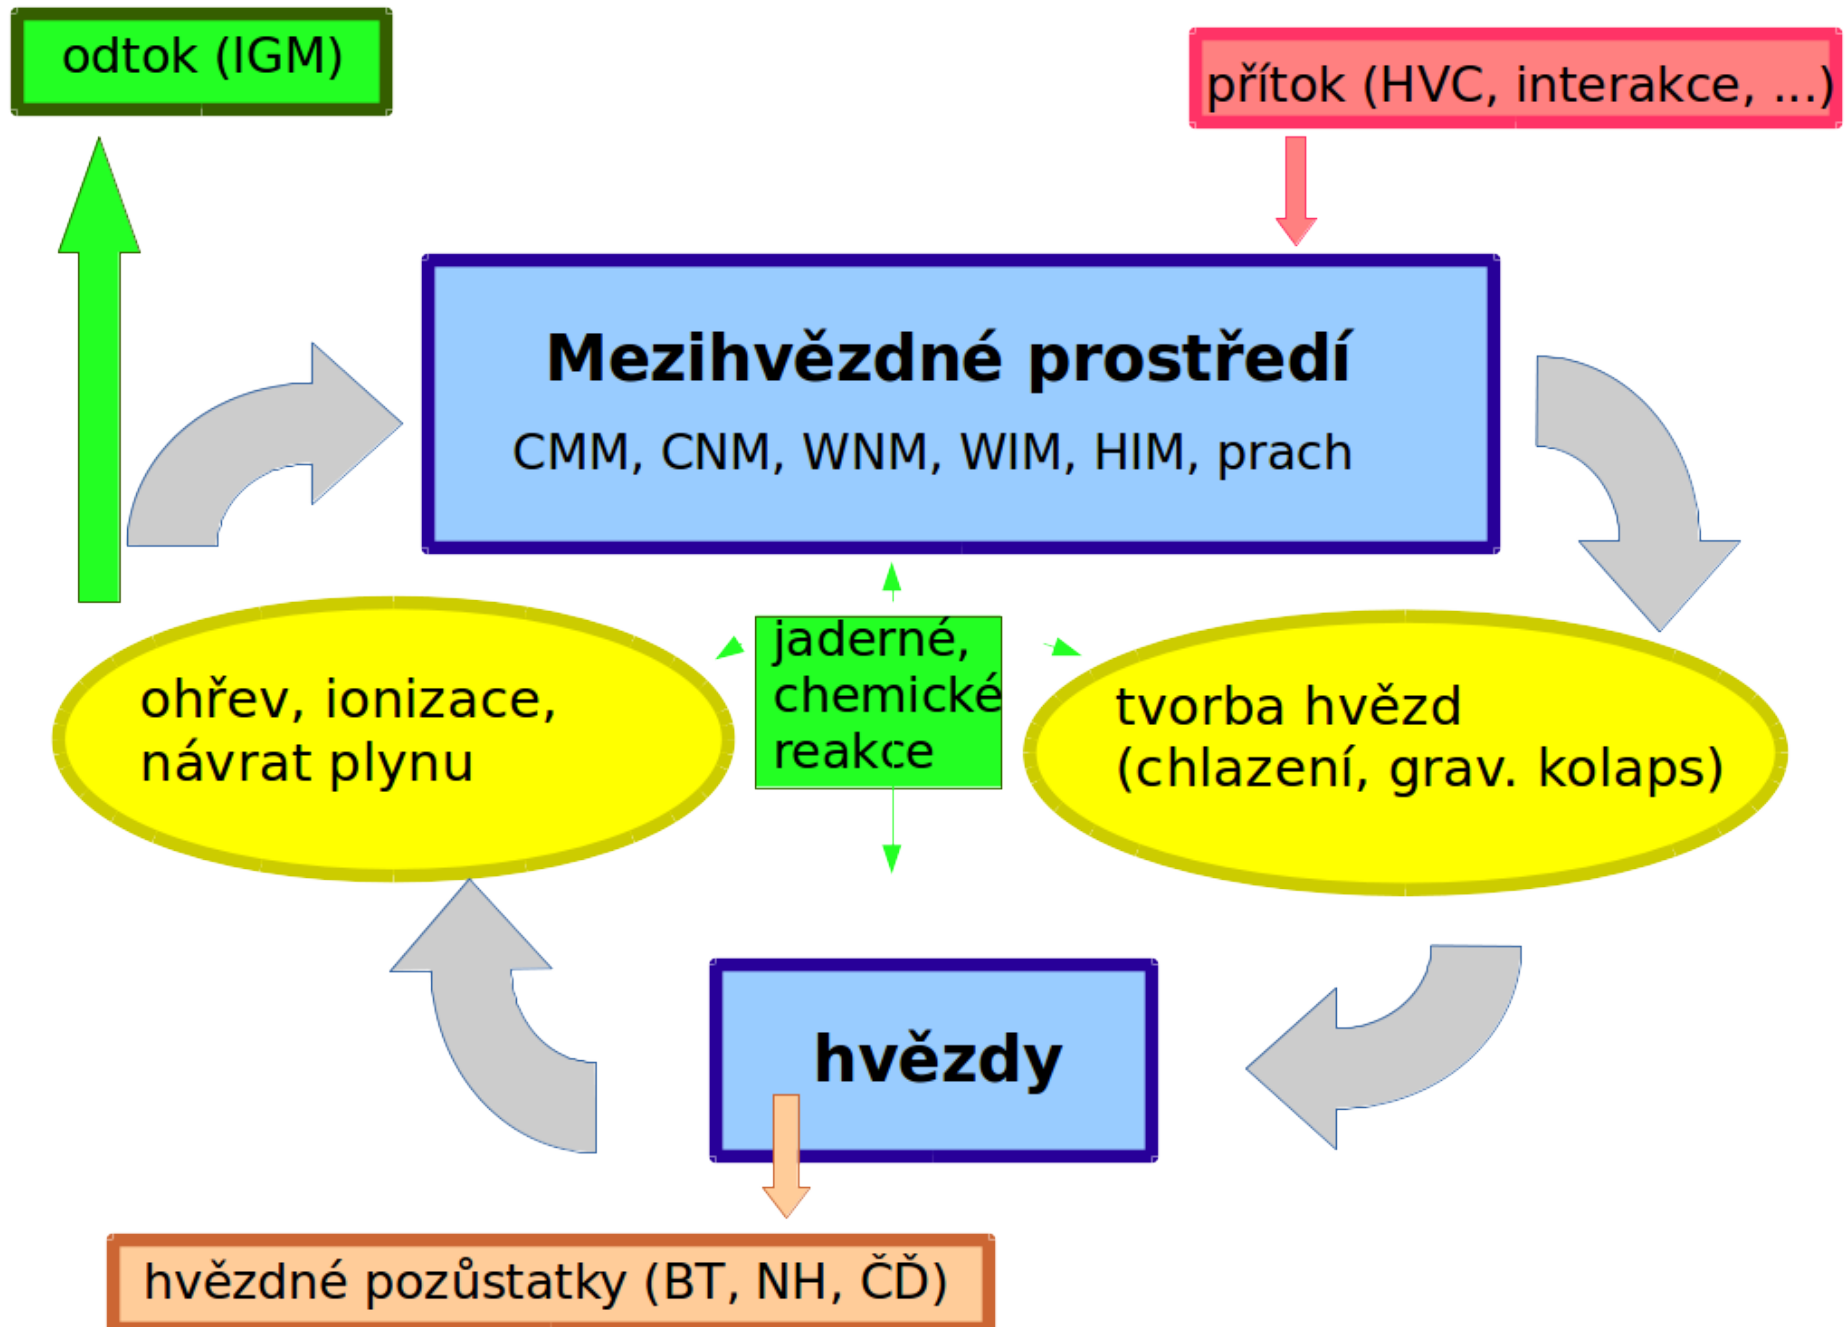 odtok (IGM)
přítok (HVC, interakce, ...)
Mezihvězdné prostředí
CMM, CNM, WNM, WIM, HIM, prach
ohřev, ionizace,
návrat plynu
jaderné,
chemické
reakce
tvorba hvězd
(chlazení, grav. kolaps)
hvězdy
hvězdné pozůstatky (BT, NH, ČĎ)